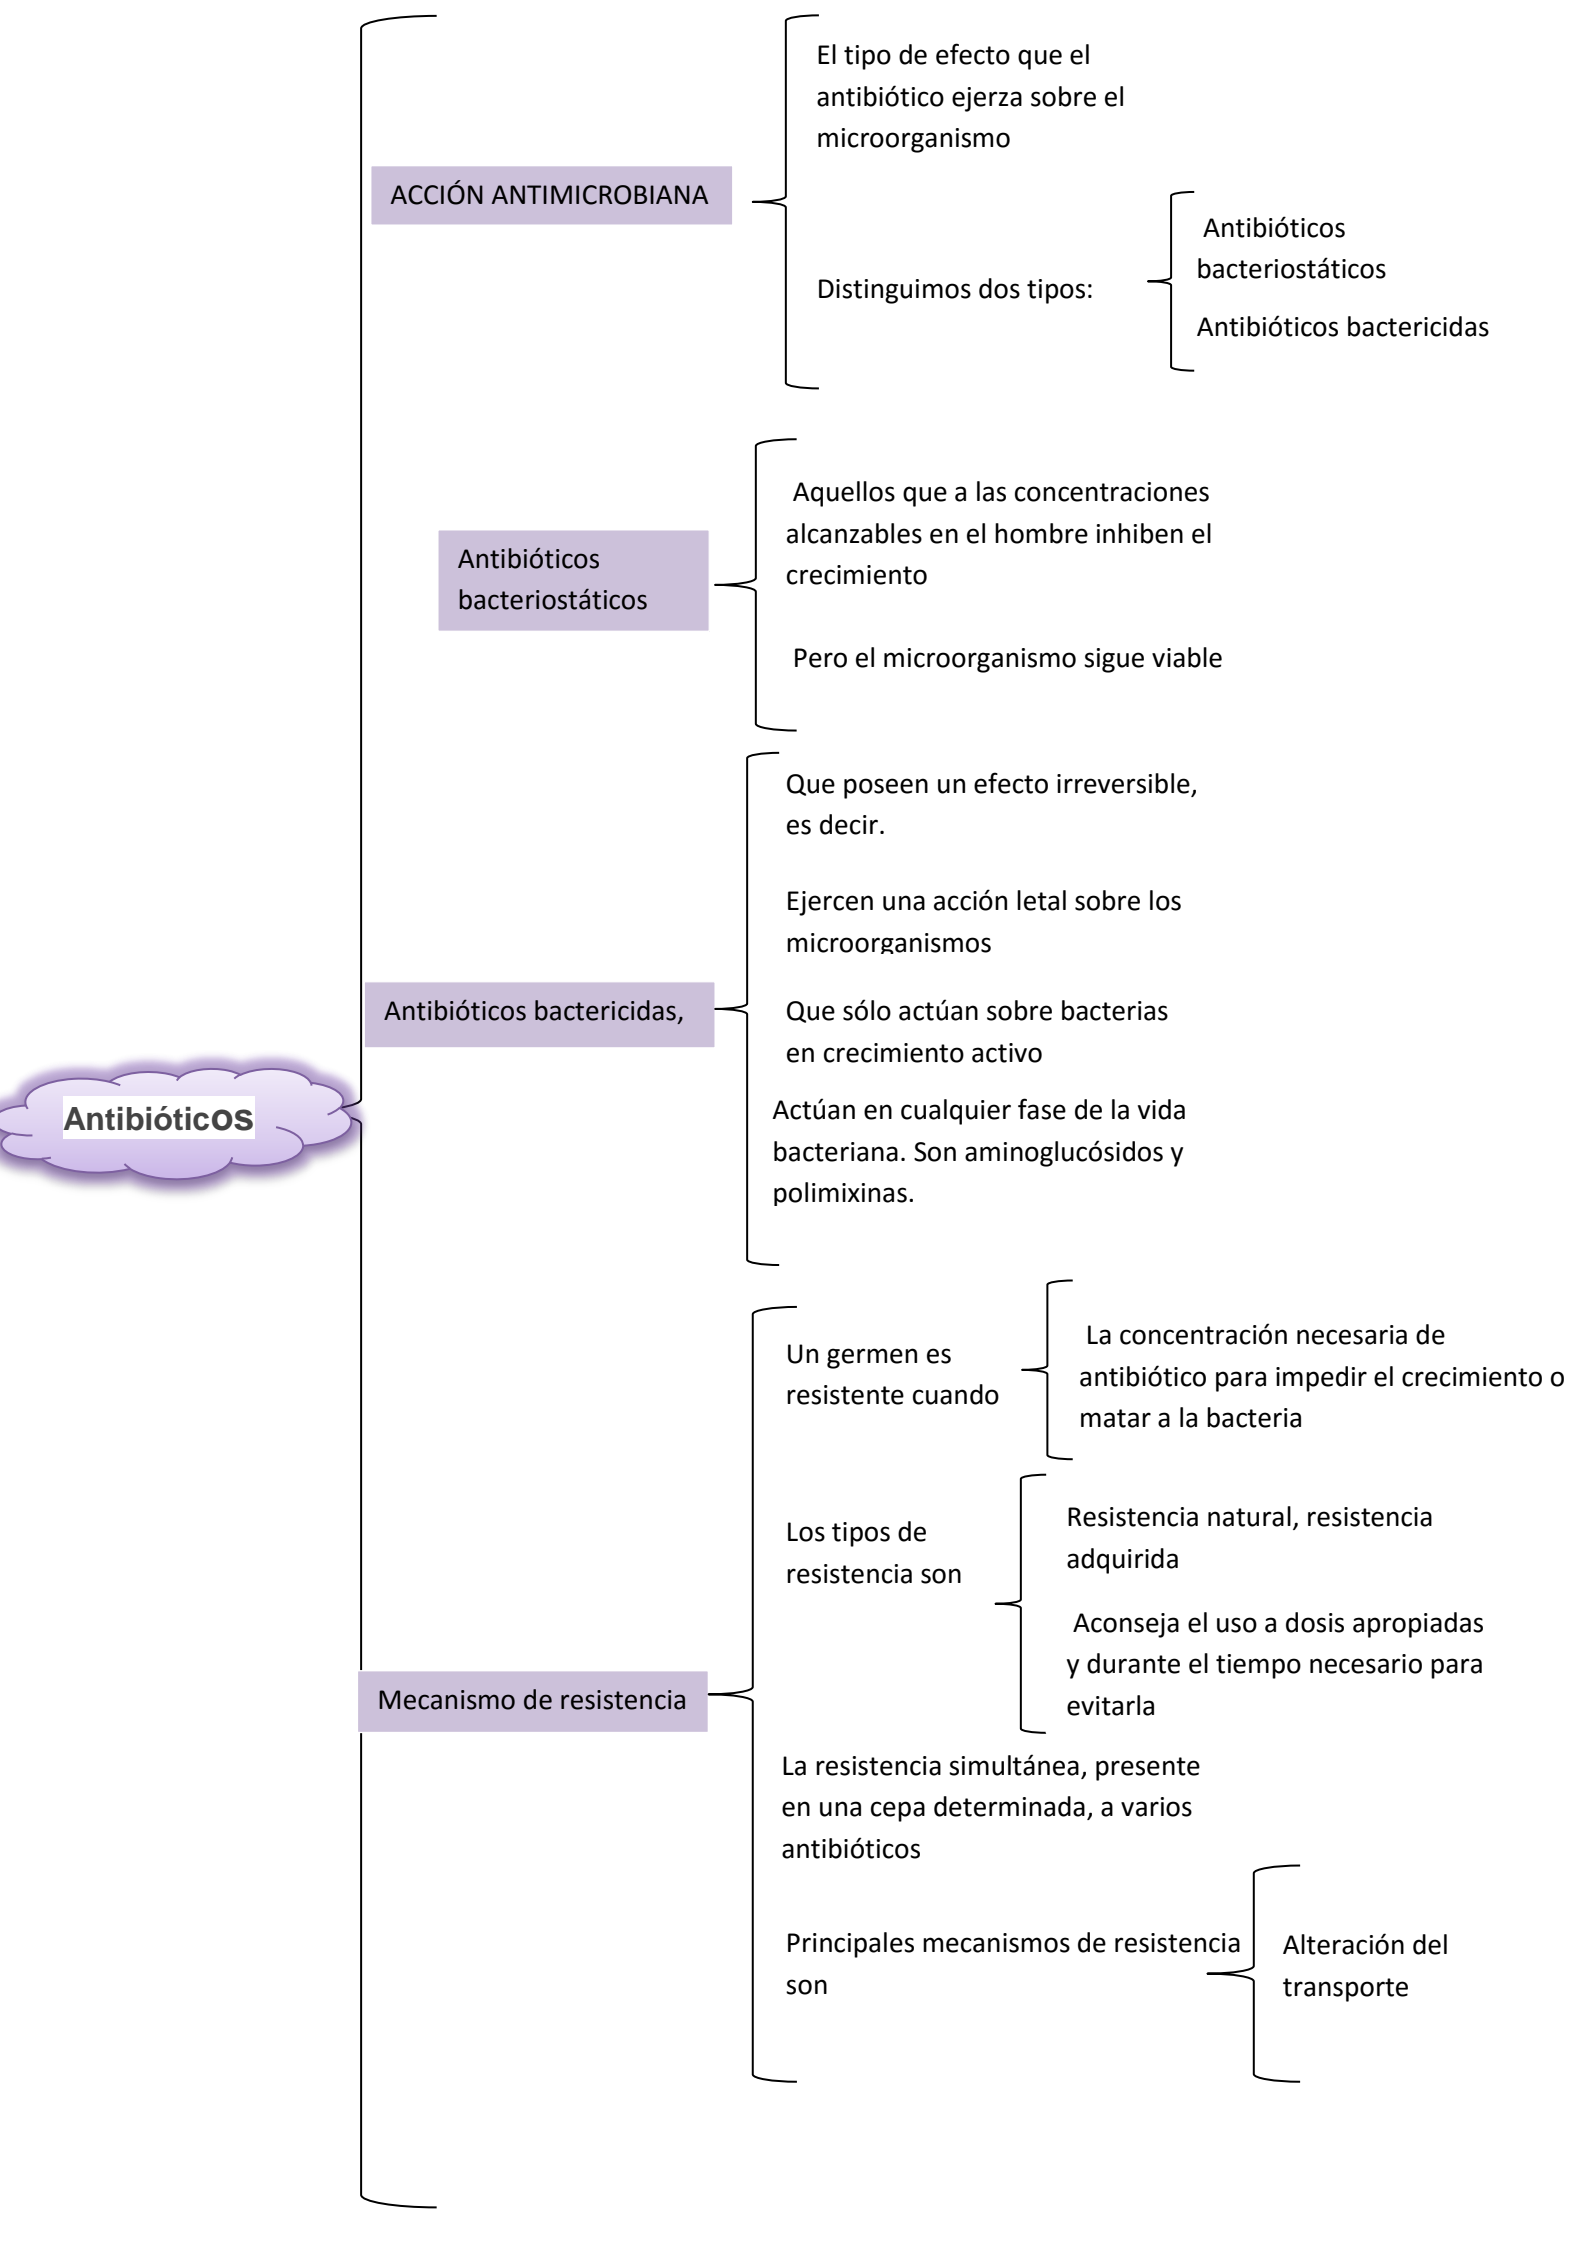 El tipo de efecto que el
antibiótico ejerza sobre el
microorganismo
ACCIÓN ANTIMICROBIANA
Distinguimos dos tipos:
Antibióticos
bacteriostáticos
Antibióticos bactericidas
Antibióticos
bacteriostáticos
Aquellos que a las concentraciones
alcanzables en el hombre inhiben el
crecimiento
Pero el microorganismo sigue viable
Antibióticos bactericidas,
Que poseen un efecto irreversible,
es decir.
Ejercen una acción letal sobre los
microorganismos
Que sólo actúan sobre bacterias
en crecimiento activo
Actúan en cualquier fase de la vida
bacteriana. Son aminoglucósidos y
polimixinas.
Antibióticos
Mecanismo de resistencia
Un germen es
resistente cuando
La concentración necesaria de
antibiótico para impedir el crecimiento o
matar a la bacteria
Los tipos de
resistencia son
Resistencia natural, resistencia
adquirida
Aconseja el uso a dosis apropiadas
y durante el tiempo necesario para
evitarla
La resistencia simultánea, presente
en una cepa determinada, a varios
antibióticos
Principales mecanismos de resistencia
son
Alteración del
transporte